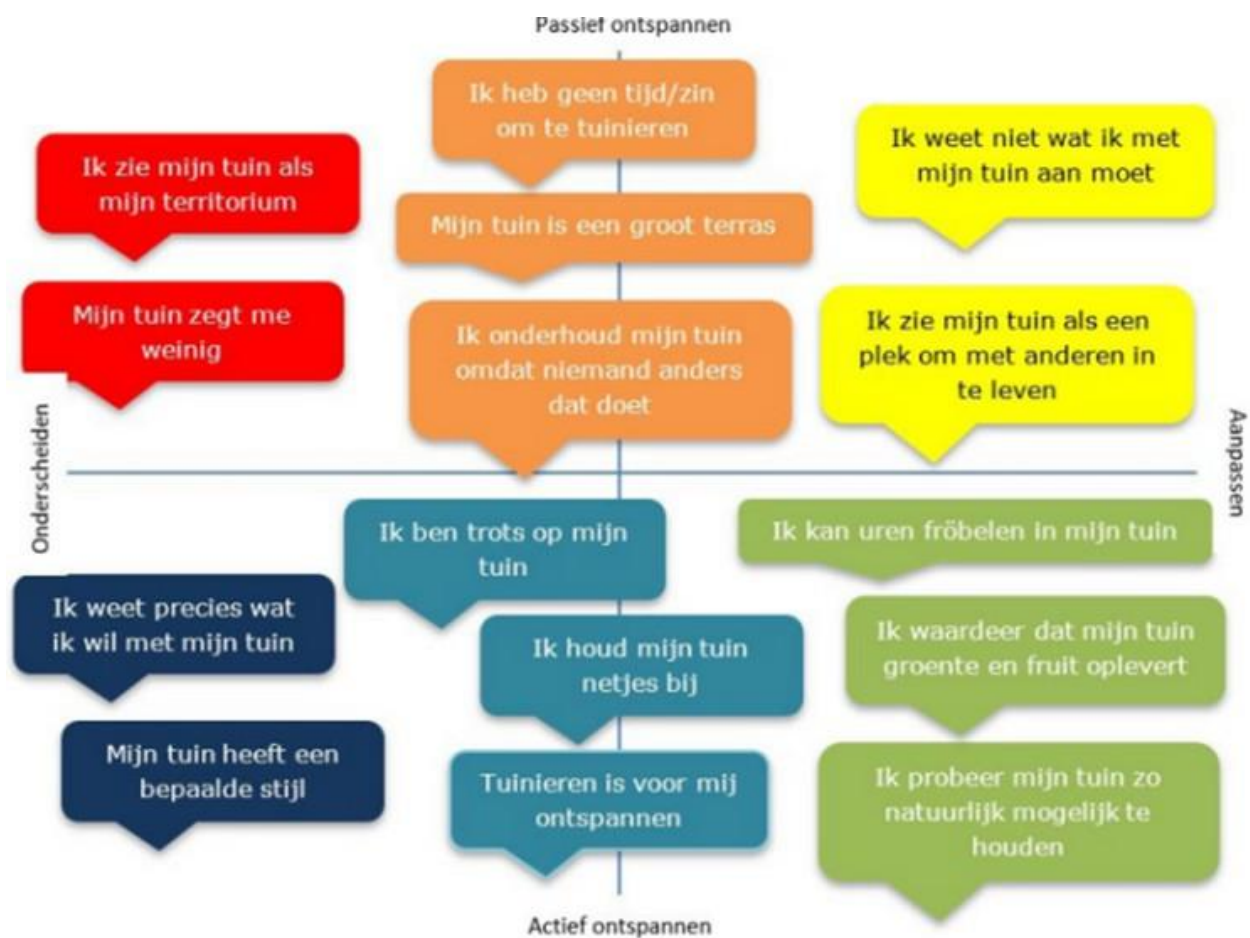 Passief ontspannen
Ik heb geen tijd/zin
om te tuinieren
Ik weet niet wat ik met
mijn tuin aan moet
Ik zie mijn tuin als
mijn territorium
Mijn tuin is een groot terras
Mijn tuin zegt me
weinig
Ik onderhoud mijn tuin
omdat niemand anders
dat doet
Ik zie mijn tuin als een
plek om met anderen in
te leven
Onderscheiden
Aanpassen
Ik ben trots op mijn
tuin
Ik kan uren fröbelen in mijn tuin
Ik weet precies wat
ik wil met mijn tuin
Ik houd mijn tuin
netjes bij
Ik waardeer dat mijn tuin
groente en fruit oplevert
Mijn tuin heeft een
bepaalde stijl
Tuinieren is voor mij
ontspannen
Ik probeer mijn tuin zo
natuurlijk mogelijk te
houden
Actief ontspannen